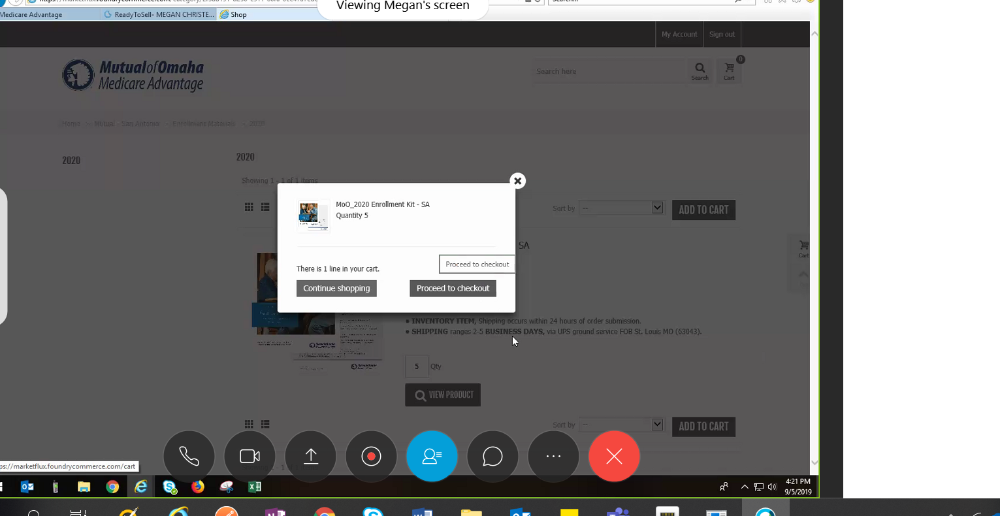 Viewing Megan's screen
Medicare Advantage
ReadyToSell- MEGAN CHRISTE...
Shop
My Account
Sign out
Mutual of Omaha
Medicare Advantage
Search here
Search
0
Cart
Home > Mutual - San Antonio > Enrollment Materials > 2020
2020
2020
Showing 1 - 1 of 1 items
Sort by
--
ADD TO CART
MoO_2020 Enrollment Kit - SA
Quantity 5
SA
Cart
Proceed to checkout
There is 1 line in your cart.
Continue shopping
Proceed to checkout
● INVENTORY ITEM, Shipping occurs within 24 hours of order submission.
● SHIPPING ranges 2-5 BUSINESS DAYS, via UPS ground service FOB St. Louis MO (63043).
5 Qty
VIEW PRODUCT
Sort by
--
ADD TO CART
ps://marketflux.foundrycommerce.com/cart
4:21 PM
9/5/2019